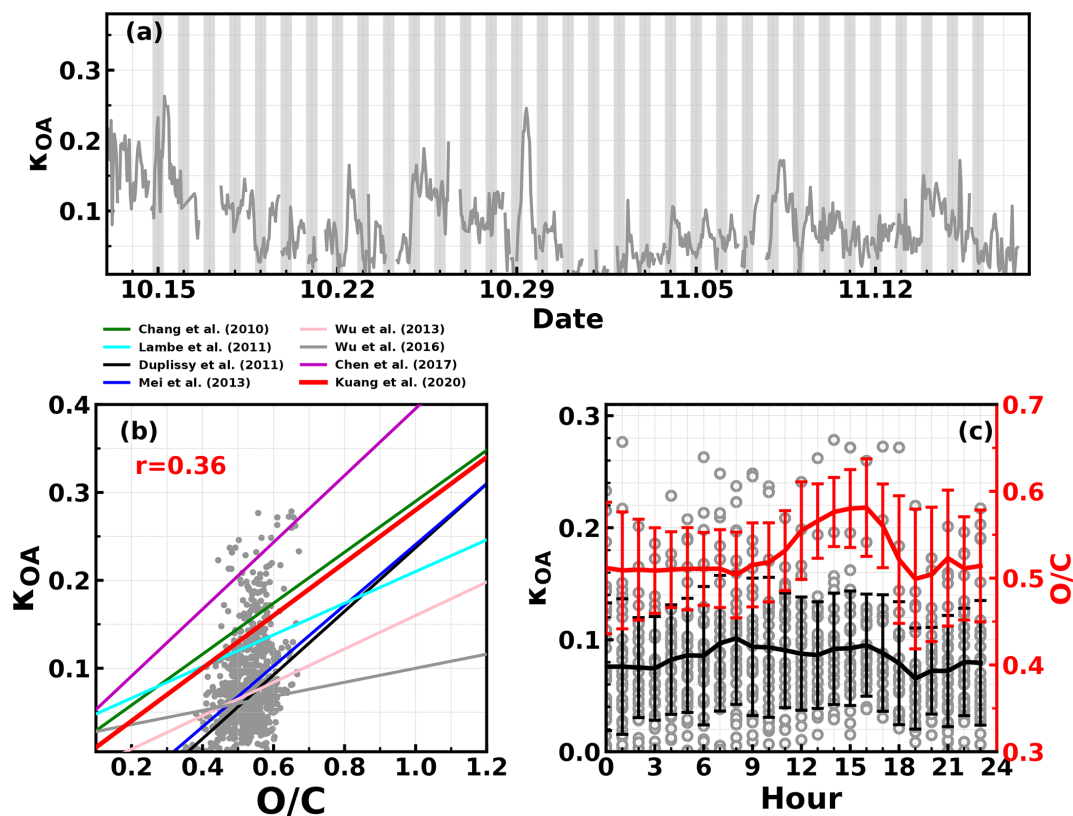 (a)
0.3
0.2
0.1
κOA
10.15 10.22 10.29 11.05 11.12
Date
Chang et al. (2010)
Lambe et al. (2011)
Duplissy et al. (2011)
Mei et al. (2013)
Wu et al. (2013)
Wu et al. (2016)
Chen et al. (2017)
Kuang et al. (2020)
(b)
r=0.36
0.4
0.3
0.2
0.1
κOA
0.2 0.4 0.6 0.8 1.0 1.2
O/C
(c)
0.3
0.2
0.1
0.0
κOA
0.7
0.6
0.5
0.4
0.3
O/C
0 3 6 9 12 15 18 21 24
Hour